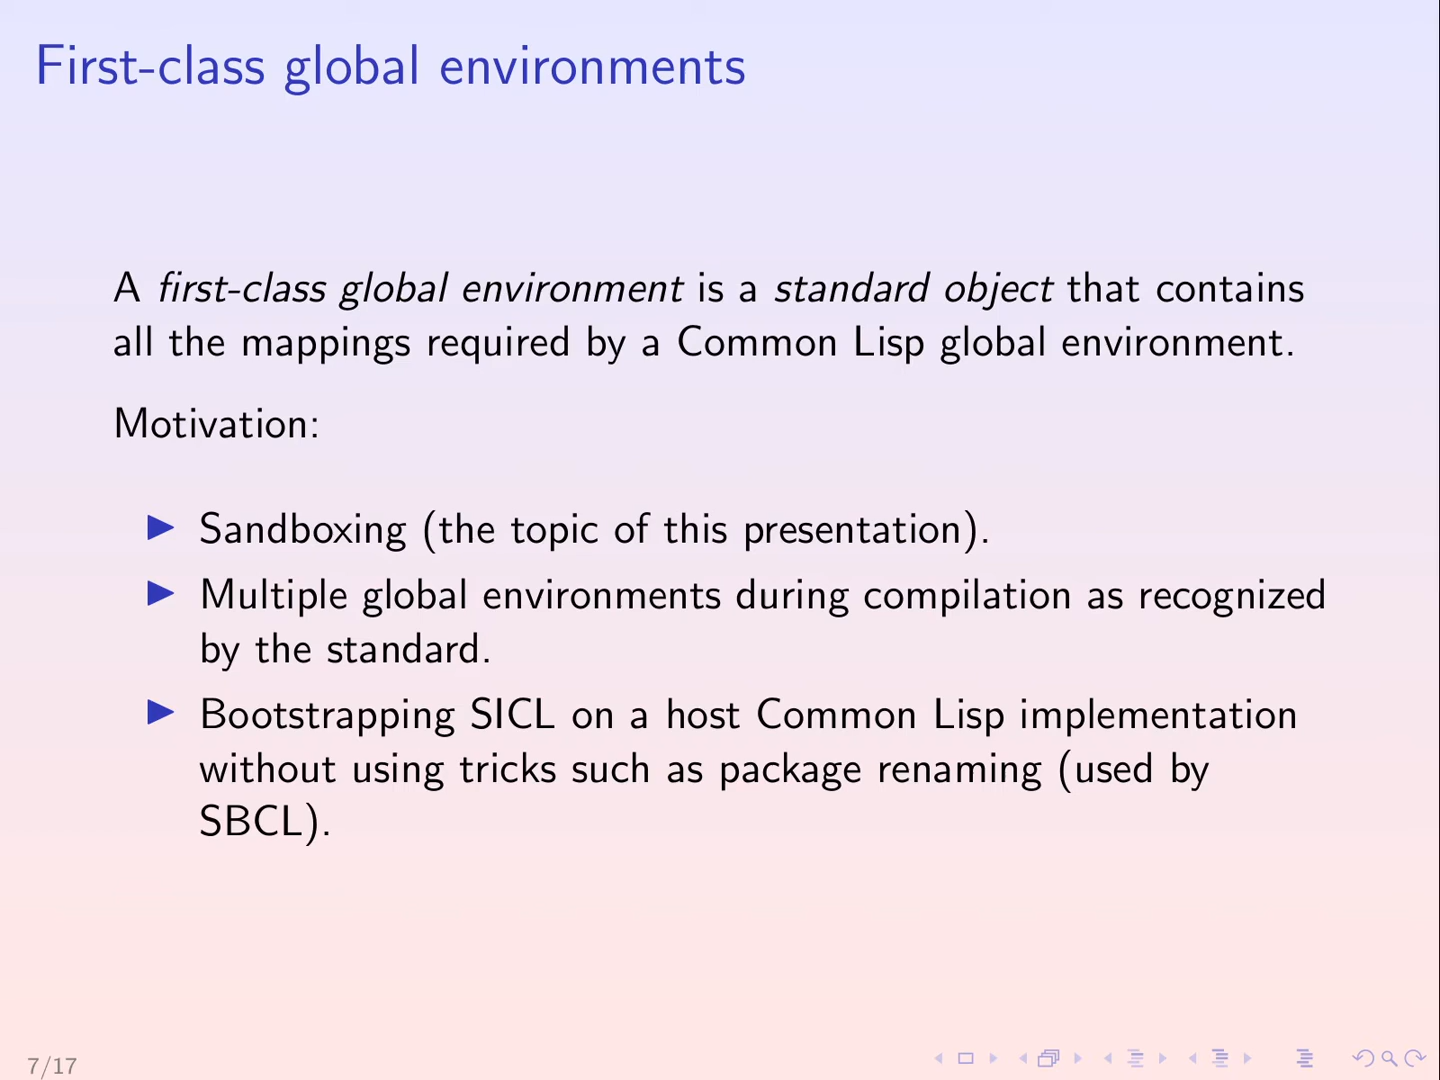 First-class global environments
A first-class global environment is a standard object that contains
all the mappings required by a Common Lisp global environment.
Motivation:
Sandboxing (the topic of this presentation).
Multiple global environments during compilation as recognized
by the standard.
Bootstrapping SICL on a host Common Lisp implementation
without using tricks such as package renaming (used by
SBCL).
7/17